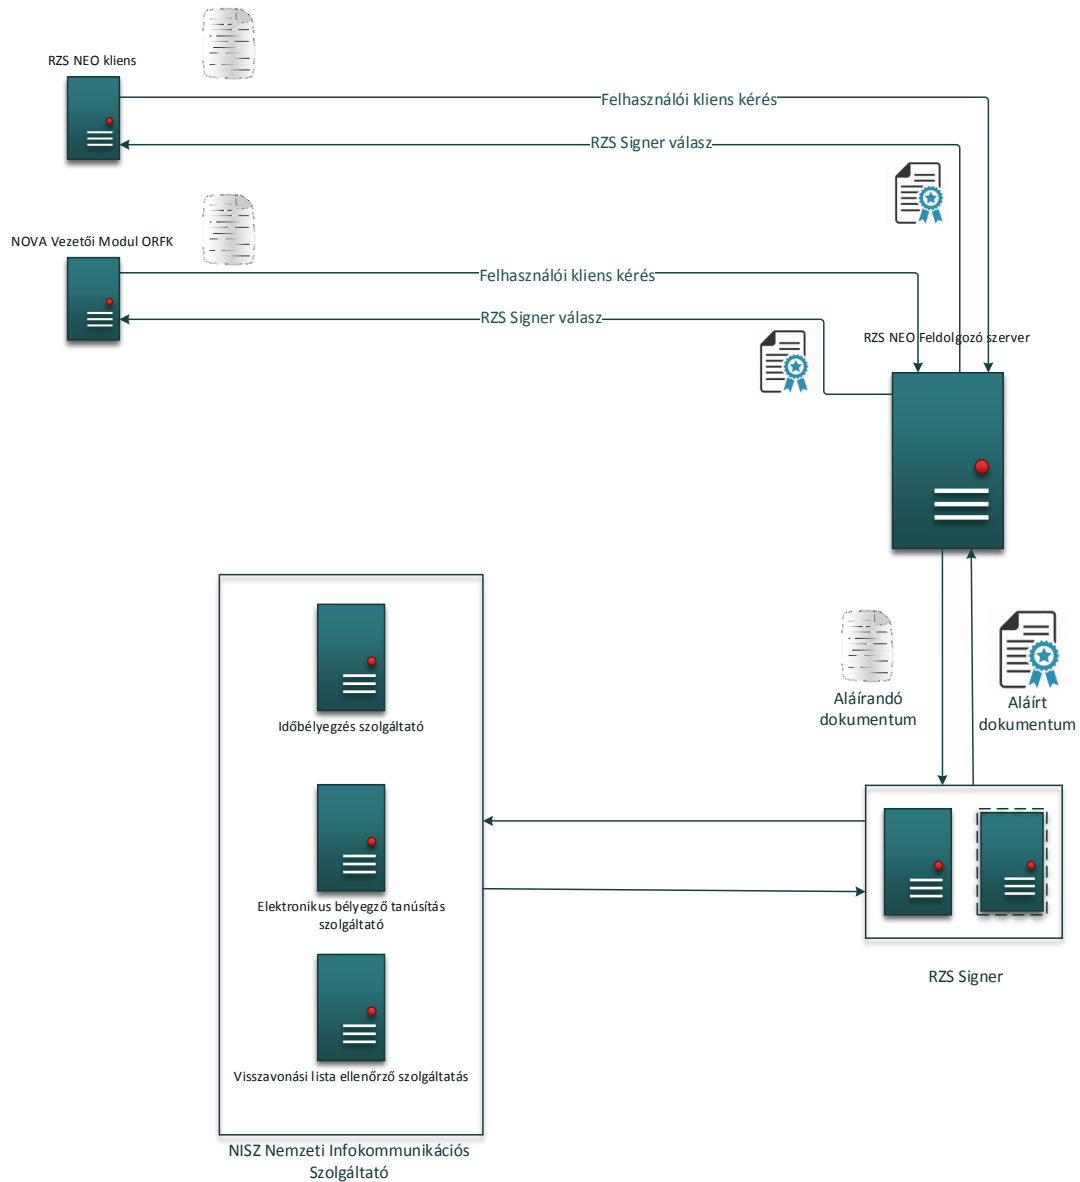 RZS NEO kliens
Felhasználói kliens kérés
RZS Signer válasz
NOVA Vezetői Modul ORFK
Felhasználói kliens kérés
RZS Signer válasz
RZS NEO Feldolgozó szerver
Aláírandó
dokumentum
Aláírt
dokumentum
Időbélyegzés szolgáltató
Elektronikus bélyegző tanúsítás
szolgáltató
RZS Signer
Visszavonási lista ellenőrző szolgáltatás
NISZ Nemzeti Infokommunikációs
Szolgáltató